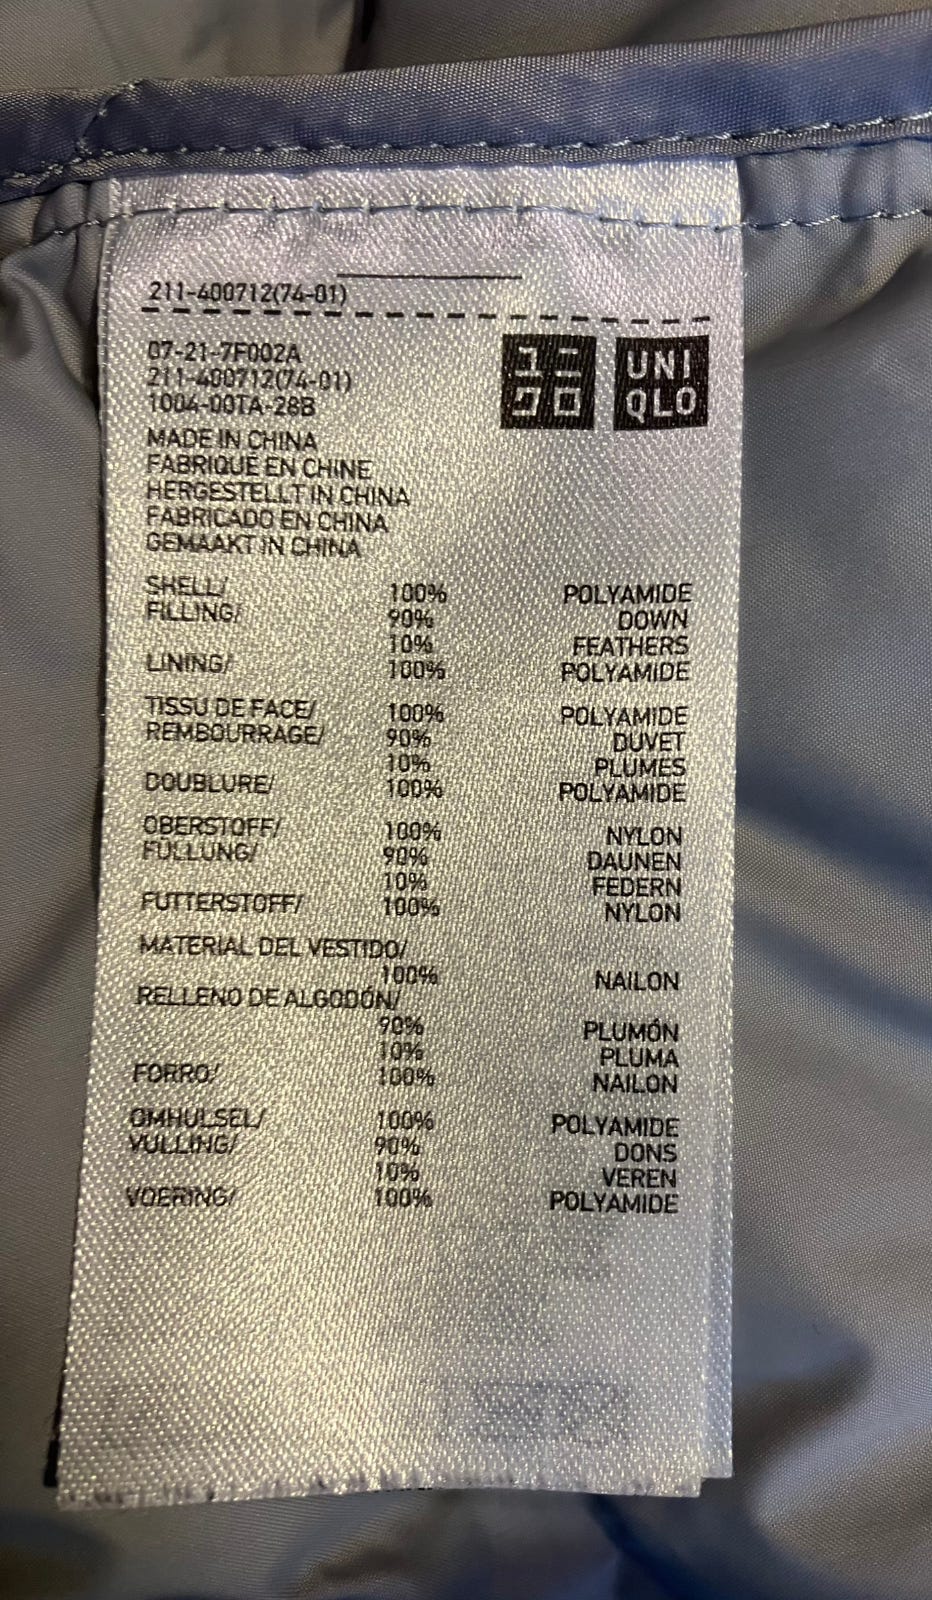 211-400712(74-01)
07-21-7F002A
211-400712(74-01)
1004-00TA-28B
ユニ
クロ
UNI
QLO
MADE IN CHINA
FABRIQUÉ EN CHINE
HERGESTELLT IN CHINA
FABRICADO EN CHINA
GEMAAKT IN CHINA
SHELL/ 100% POLYAMIDE
FILLING/ 90% DOWN
10% FEATHERS
LINING/ 100% POLYAMIDE
TISSU DE FACE/ 100% POLYAMIDE
REMBOURRAGE/ 90% DUVET
10% PLUMES
DOUBLURE/ 100% POLYAMIDE
OBERSTOFF/ 100% NYLON
FÜLLUNG/ 90% DAUNEN
10% FEDERN
FUTTERSTOFF/ 100% NYLON
MATERIAL DEL VESTIDO/
100% NAILON
RELLENO DE ALGODÓN/
90% PLUMÓN
10% PLUMA
FORRO/ 100% NAILON
OMHULSEL/ 100% POLYAMIDE
VULLING/ 90% DONS
10% VEREN
VOERING/ 100% POLYAMIDE